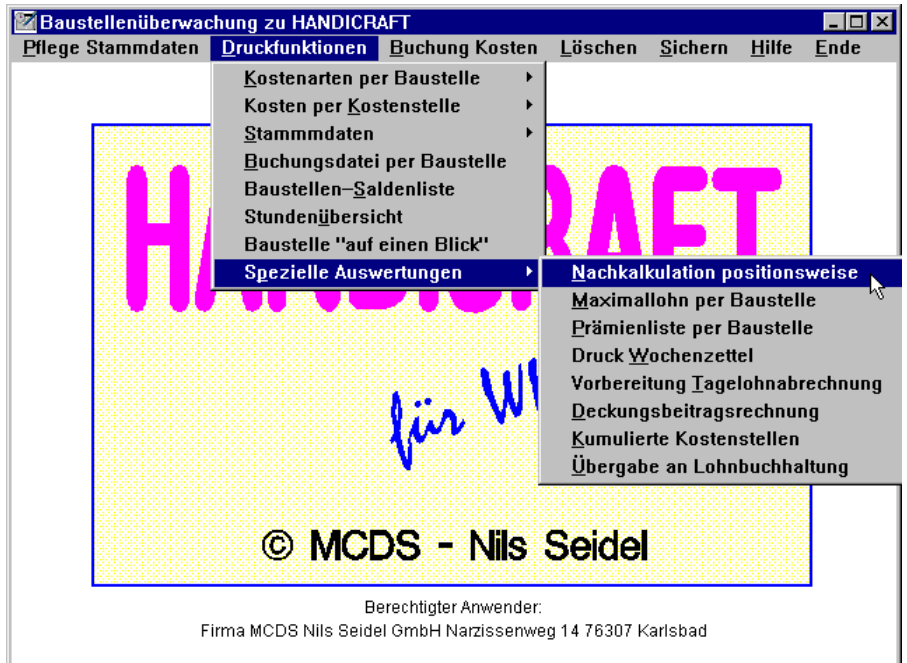 Baustellenüberwachung zu HANDICRAFT
Pflege Stammdaten Druckfunktionen Buchung Kosten Löschen Sichern Hilfe Ende
Kostenarten per Baustelle
Kosten per Kostenstelle
Stammmdaten
Buchungsdatei per Baustelle
Baustellen-Saldenliste
Stundenübersicht
Baustelle "auf einen Blick"
Spezielle Auswertungen
Nachkalkulation positionsweise
Maximallohn per Baustelle
Prämienliste per Baustelle
Druck Wochenzettel
Vorbereitung Tagelohnabrechnung
Deckungsbeitragsrechnung
Kumulierte Kostenstellen
Übergabe an Lohnbuchhaltung
für
© MCDS - Nils Seidel
Berechtigter Anwender:
Firma MCDS Nils Seidel GmbH Narzissenweg 14 76307 Karlsbad